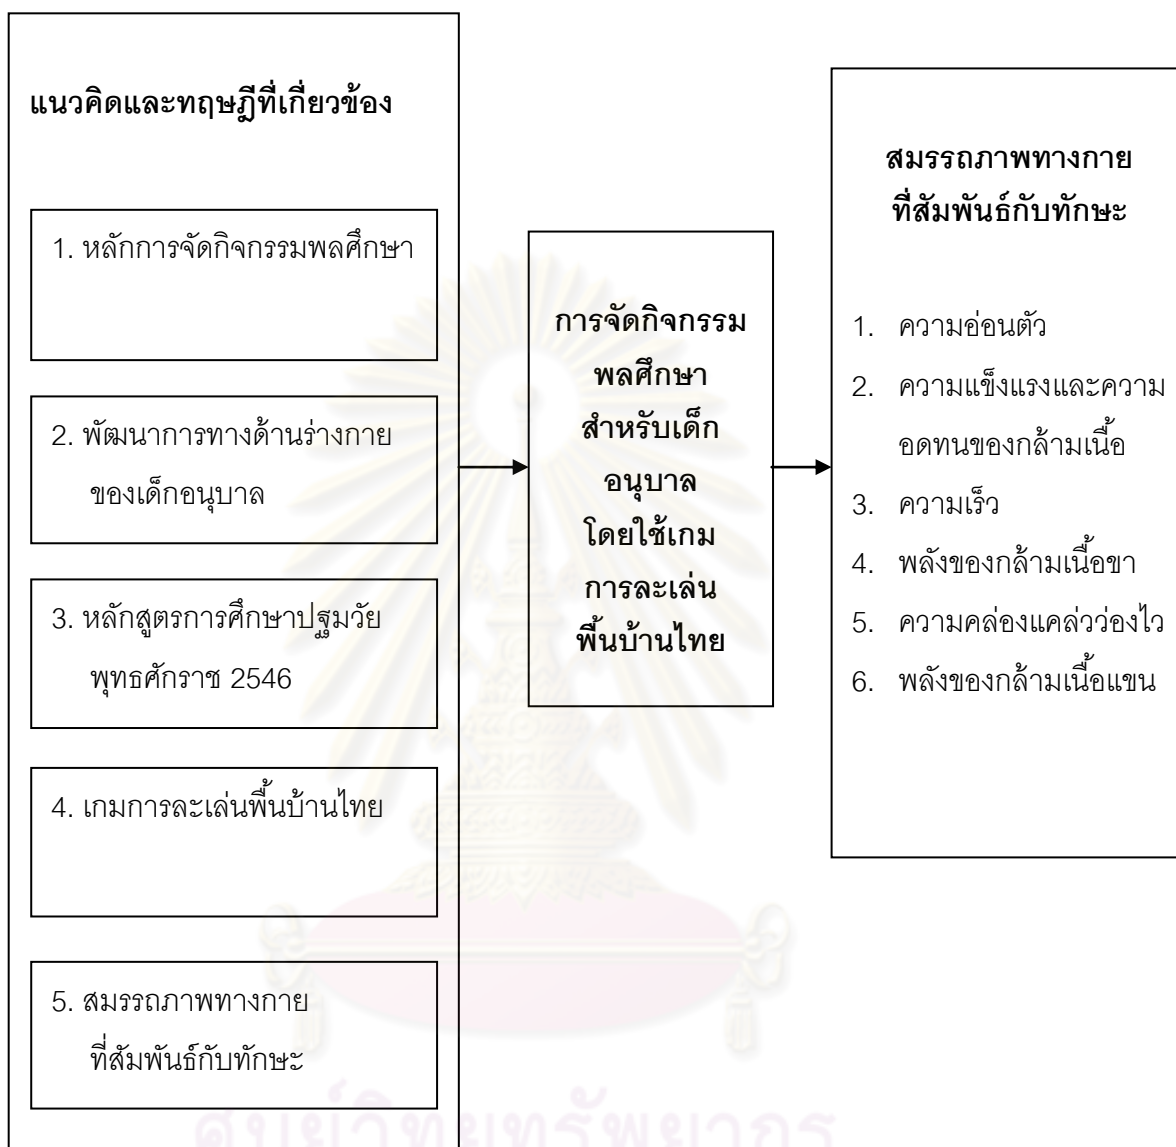 แนวคิดและทฤษฎีที่เกี่ยวข้อง
1. หลักการจัดกิจกรรมพลศึกษา
2. พัฒนาการทางด้านร่างกาย
ของเด็กอนุบาล
3. หลักสูตรการศึกษาปฐมวัย
พุทธศักราช 2546
4. เกมการละเล่นพื้นบ้านไทย
5. สมรรถภาพทางกาย
ที่สัมพันธ์กับทักษะ
การจัดกิจกรรม
พลศึกษา
สำหรับเด็ก
อนุบาล
โดยใช้เกม
การละเล่น
พื้นบ้านไทย
สมรรถภาพทางกาย
ที่สัมพันธ์กับทักษะ
1. ความอ่อนตัว
2. ความแข็งแรงและความ
อดทนของกล้ามเนื้อ
3. ความเร็ว
4. พลังของกล้ามเนื้อขา
5. ความคล่องแคล่วว่องไว
6. พลังของกล้ามเนื้อแขน
ศูนย์วิทยทรัพยากร